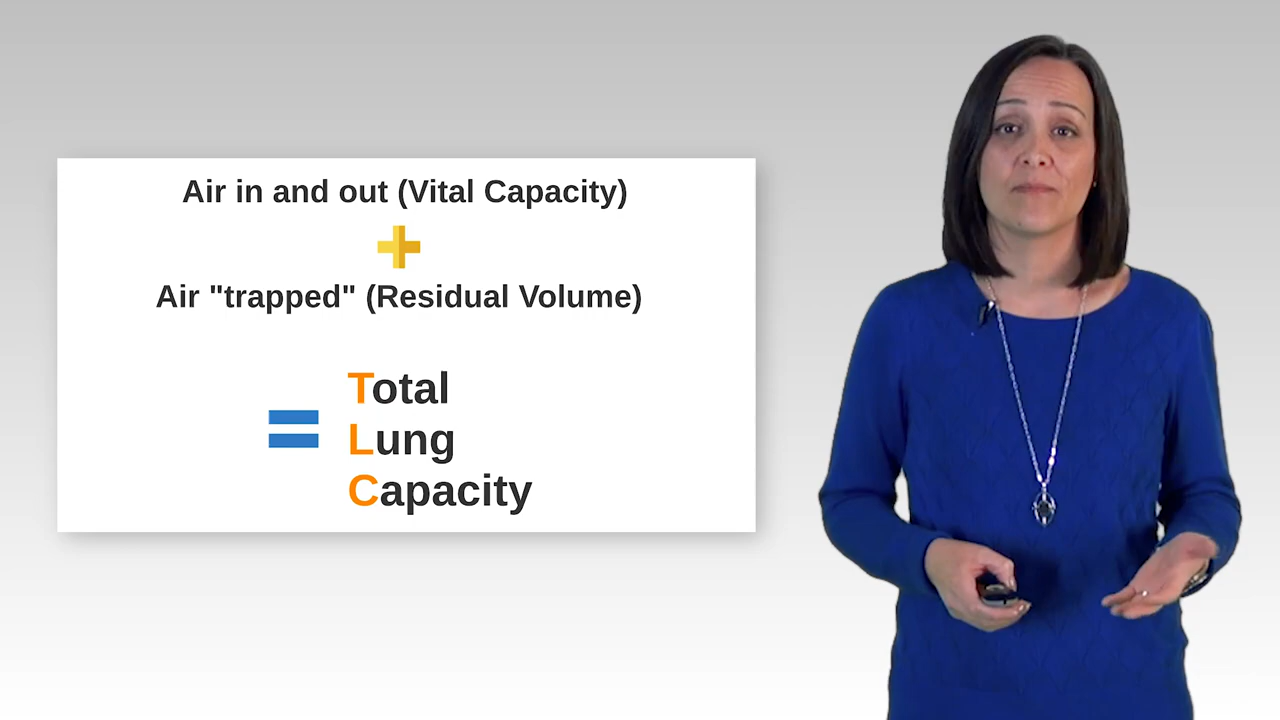 Air in and out (Vital Capacity)
+
Air "trapped" (Residual Volume)
= Total
Lung
Capacity